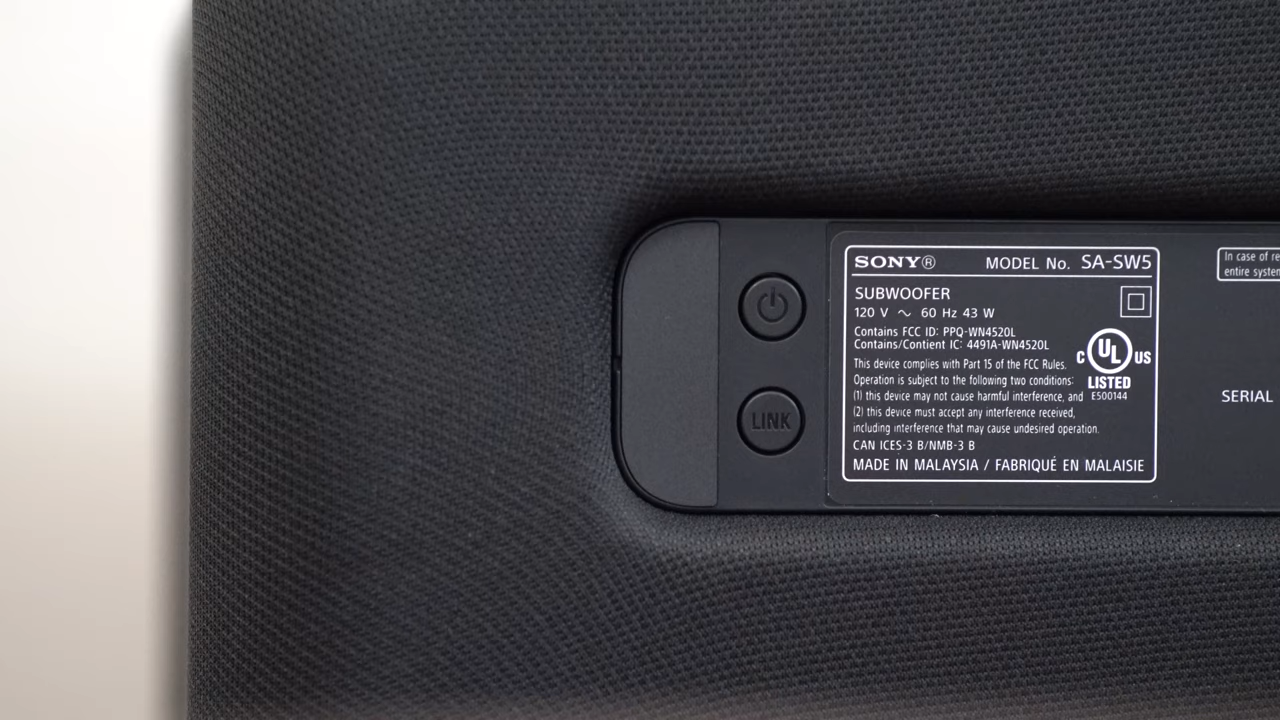 SONY® MODEL No. SA-SW5
SUBWOOFER
120 V ~ 60 Hz 43 W
Contains FCC ID: PPQ-WN4520L
Contains/Contient IC: 4491A-WN4520L
This device complies with Part 15 of the FCC Rules.
Operation is subject to the following two conditions:
(1) this device may not cause harmful interference, and
(2) this device must accept any interference received,
including interference that may cause undesired operation.
CAN ICES-3 B/NMB-3 B
MADE IN MALAYSIA / FABRIQUÉ EN MALAISIE
C UL US
LISTED
E500144
LINK
In case of re
entire system
SERIAL